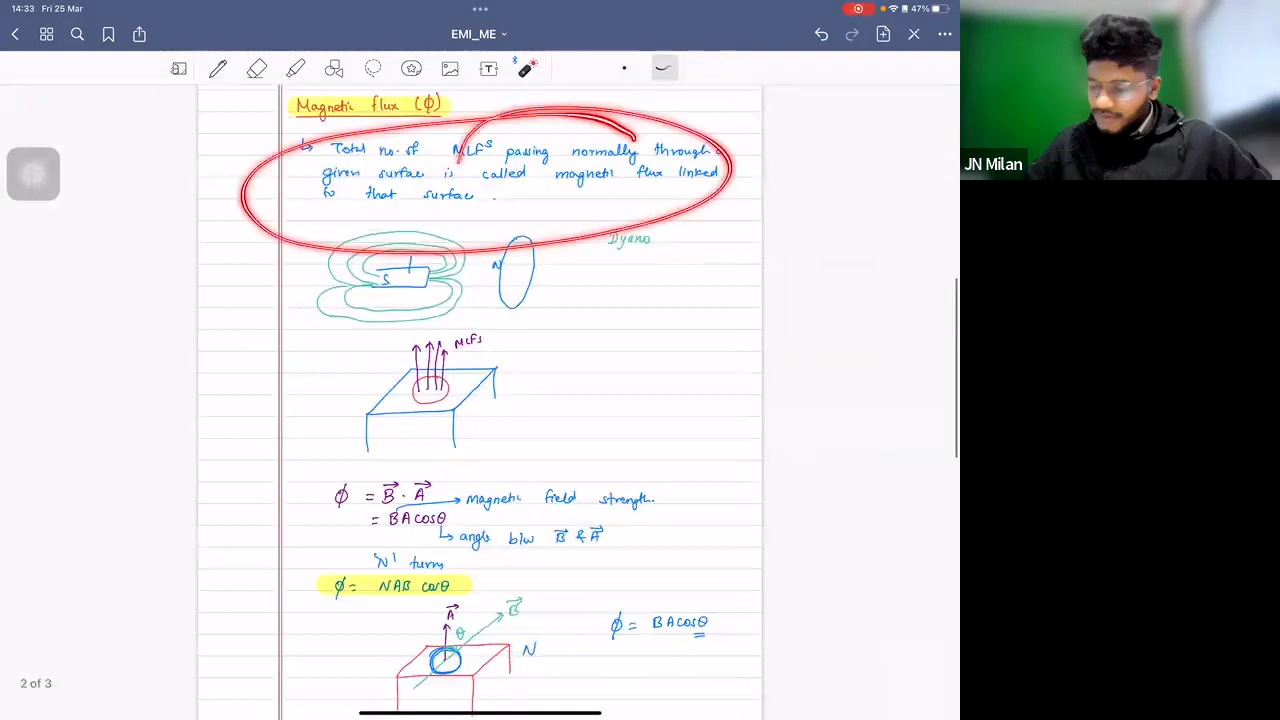 14:33 Fri 25 Mar
47%
EMI_ME
Magnetic flux (ϕ)
↳ Total no. of MLFs passing normally through
given surface is called magnetic flux linked
to that surface.
Dyano
S
N
MLFs
ϕ = B⃗ · A⃗ → magnetic field strength.
= BA cosθ
↳ angle b/w B⃗ & A⃗
'N' turns
ϕ = NAB cosθ
A⃗
B⃗
θ
N
ϕ = BA cosθ
2 of 3
JN Milan